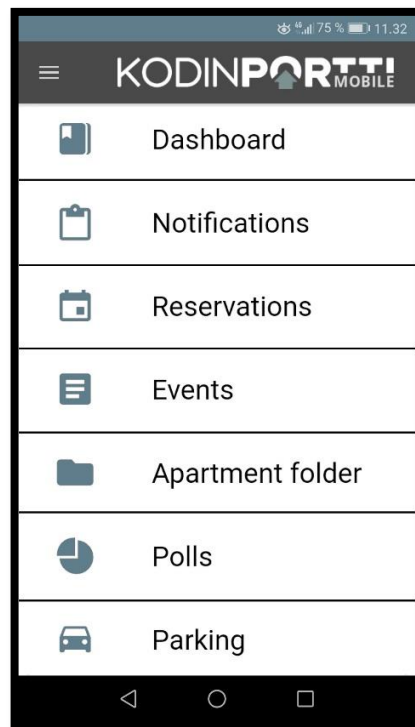 75 % 11.32
KODINPORTTI
MOBILE
Dashboard
Notifications
Reservations
Events
Apartment folder
Polls
Parking